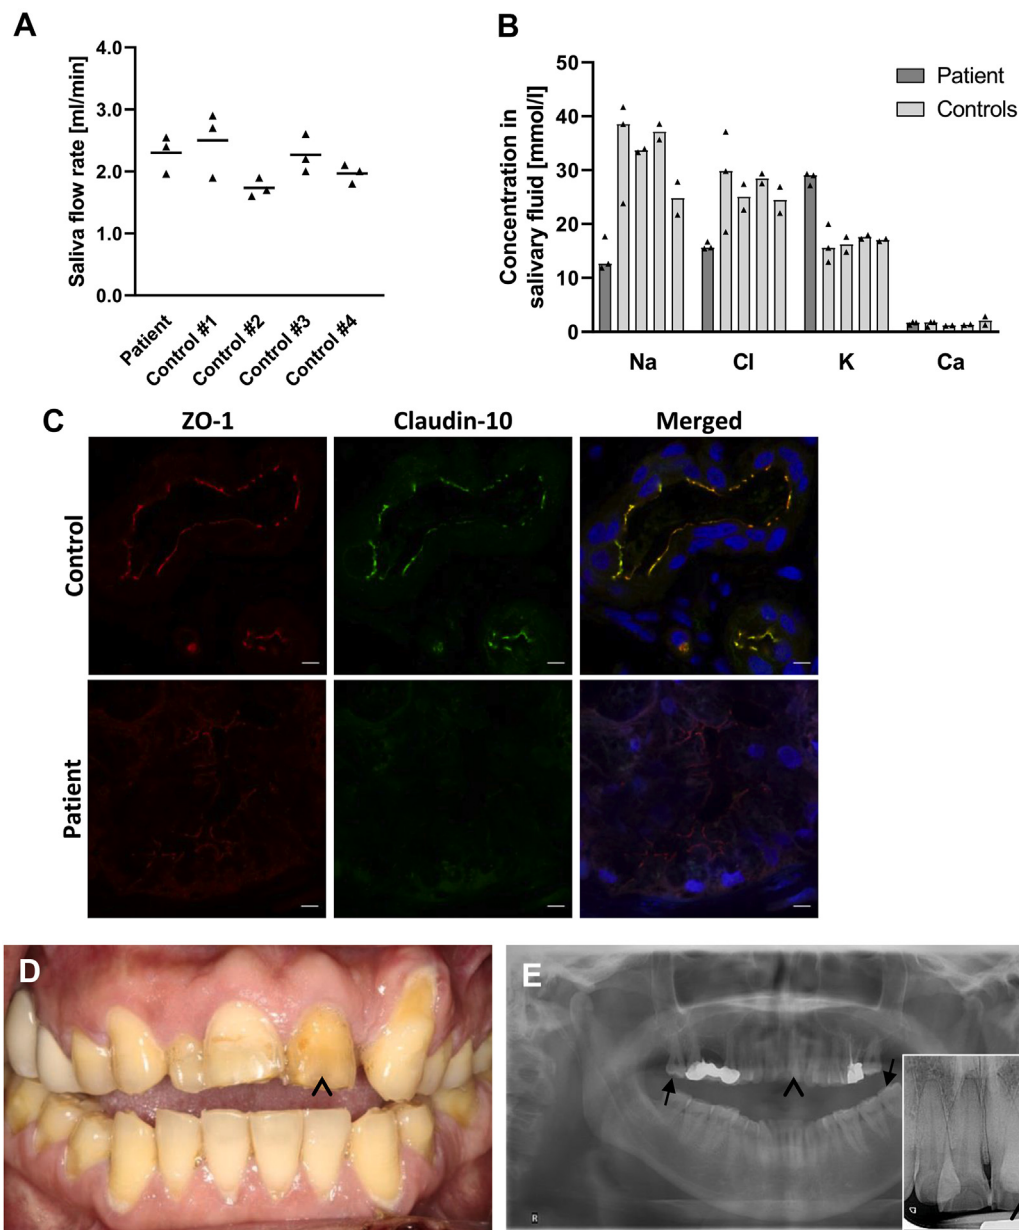 A
Saliva flow rate [ml/min]
4.0
3.0
2.0
1.0
0.0
Patient
Control #1
Control #2
Control #3
Control #4
B
Concentration in
salivary fluid [mmol/l]
50
40
30
20
10
0
Na
Cl
K
Ca
Patient
Controls
C
ZO-1
Claudin-10
Merged
Control
Patient
D
E
R